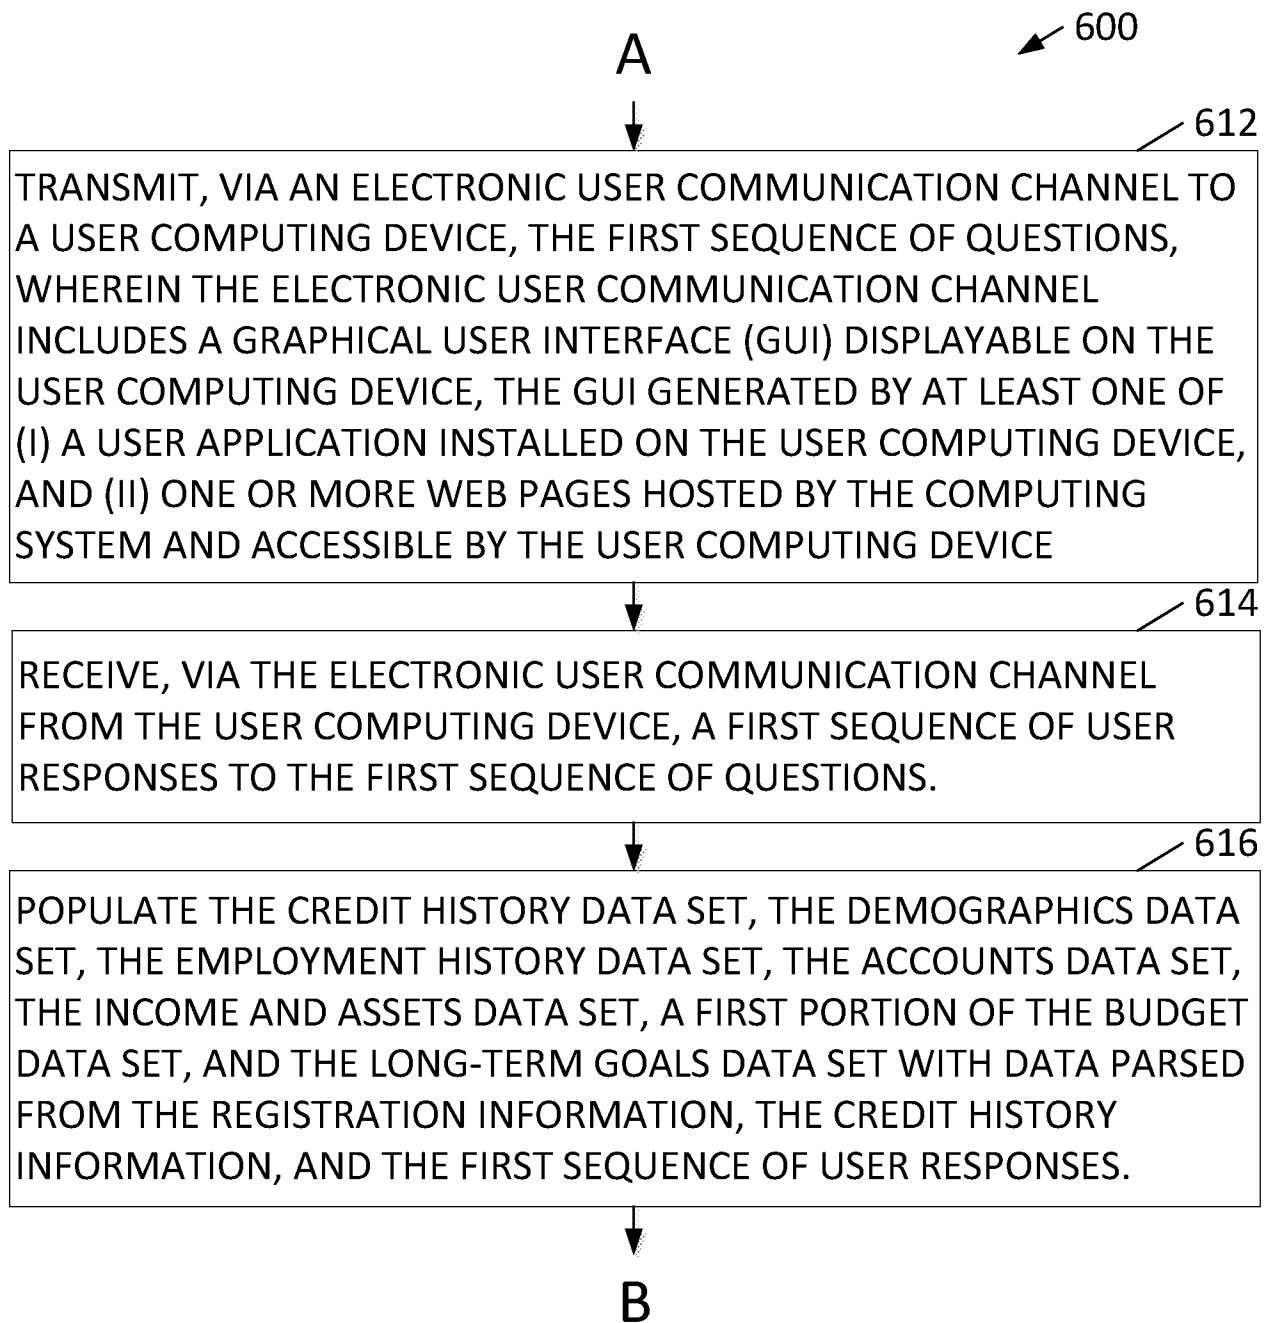 600
A
612
TRANSMIT, VIA AN ELECTRONIC USER COMMUNICATION CHANNEL TO
A USER COMPUTING DEVICE, THE FIRST SEQUENCE OF QUESTIONS,
WHEREIN THE ELECTRONIC USER COMMUNICATION CHANNEL
INCLUDES A GRAPHICAL USER INTERFACE (GUI) DISPLAYABLE ON THE
USER COMPUTING DEVICE, THE GUI GENERATED BY AT LEAST ONE OF
(I) A USER APPLICATION INSTALLED ON THE USER COMPUTING DEVICE,
AND (II) ONE OR MORE WEB PAGES HOSTED BY THE COMPUTING
SYSTEM AND ACCESSIBLE BY THE USER COMPUTING DEVICE
614
RECEIVE, VIA THE ELECTRONIC USER COMMUNICATION CHANNEL
FROM THE USER COMPUTING DEVICE, A FIRST SEQUENCE OF USER
RESPONSES TO THE FIRST SEQUENCE OF QUESTIONS.
616
POPULATE THE CREDIT HISTORY DATA SET, THE DEMOGRAPHICS DATA
SET, THE EMPLOYMENT HISTORY DATA SET, THE ACCOUNTS DATA SET,
THE INCOME AND ASSETS DATA SET, A FIRST PORTION OF THE BUDGET
DATA SET, AND THE LONG-TERM GOALS DATA SET WITH DATA PARSED
FROM THE REGISTRATION INFORMATION, THE CREDIT HISTORY
INFORMATION, AND THE FIRST SEQUENCE OF USER RESPONSES.
B